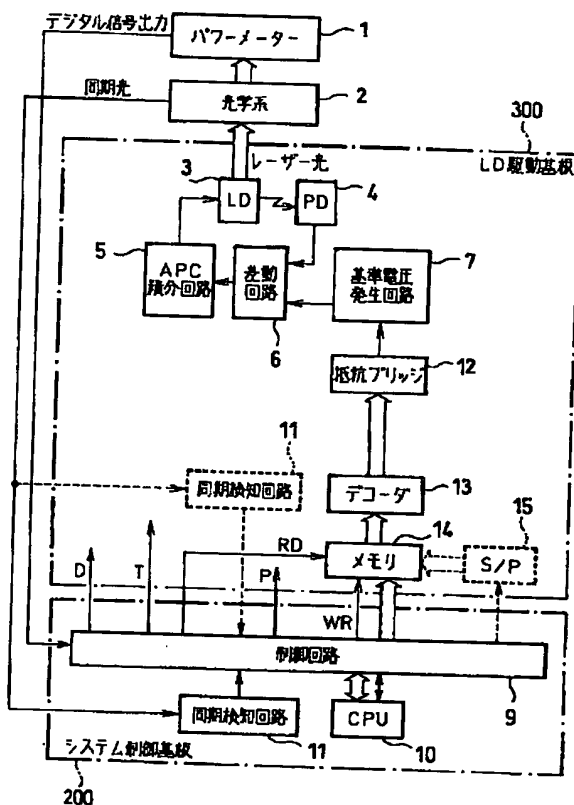 デジタル信号出力
パワーメーター
1
同期光
光学系
2
300
レーザー光
LD駆動基板
3
LD
PD
4
5
APC
積分回路
差動
回路
6
基準電圧
発生回路
7
抵抗ブリッジ
12
11
同期検知回路
デコーダ
13
14
15
RD
メモリ
S/P
D
T
P
WR
制御回路
9
同期検知回路
11
CPU
10
システム制御基板
200